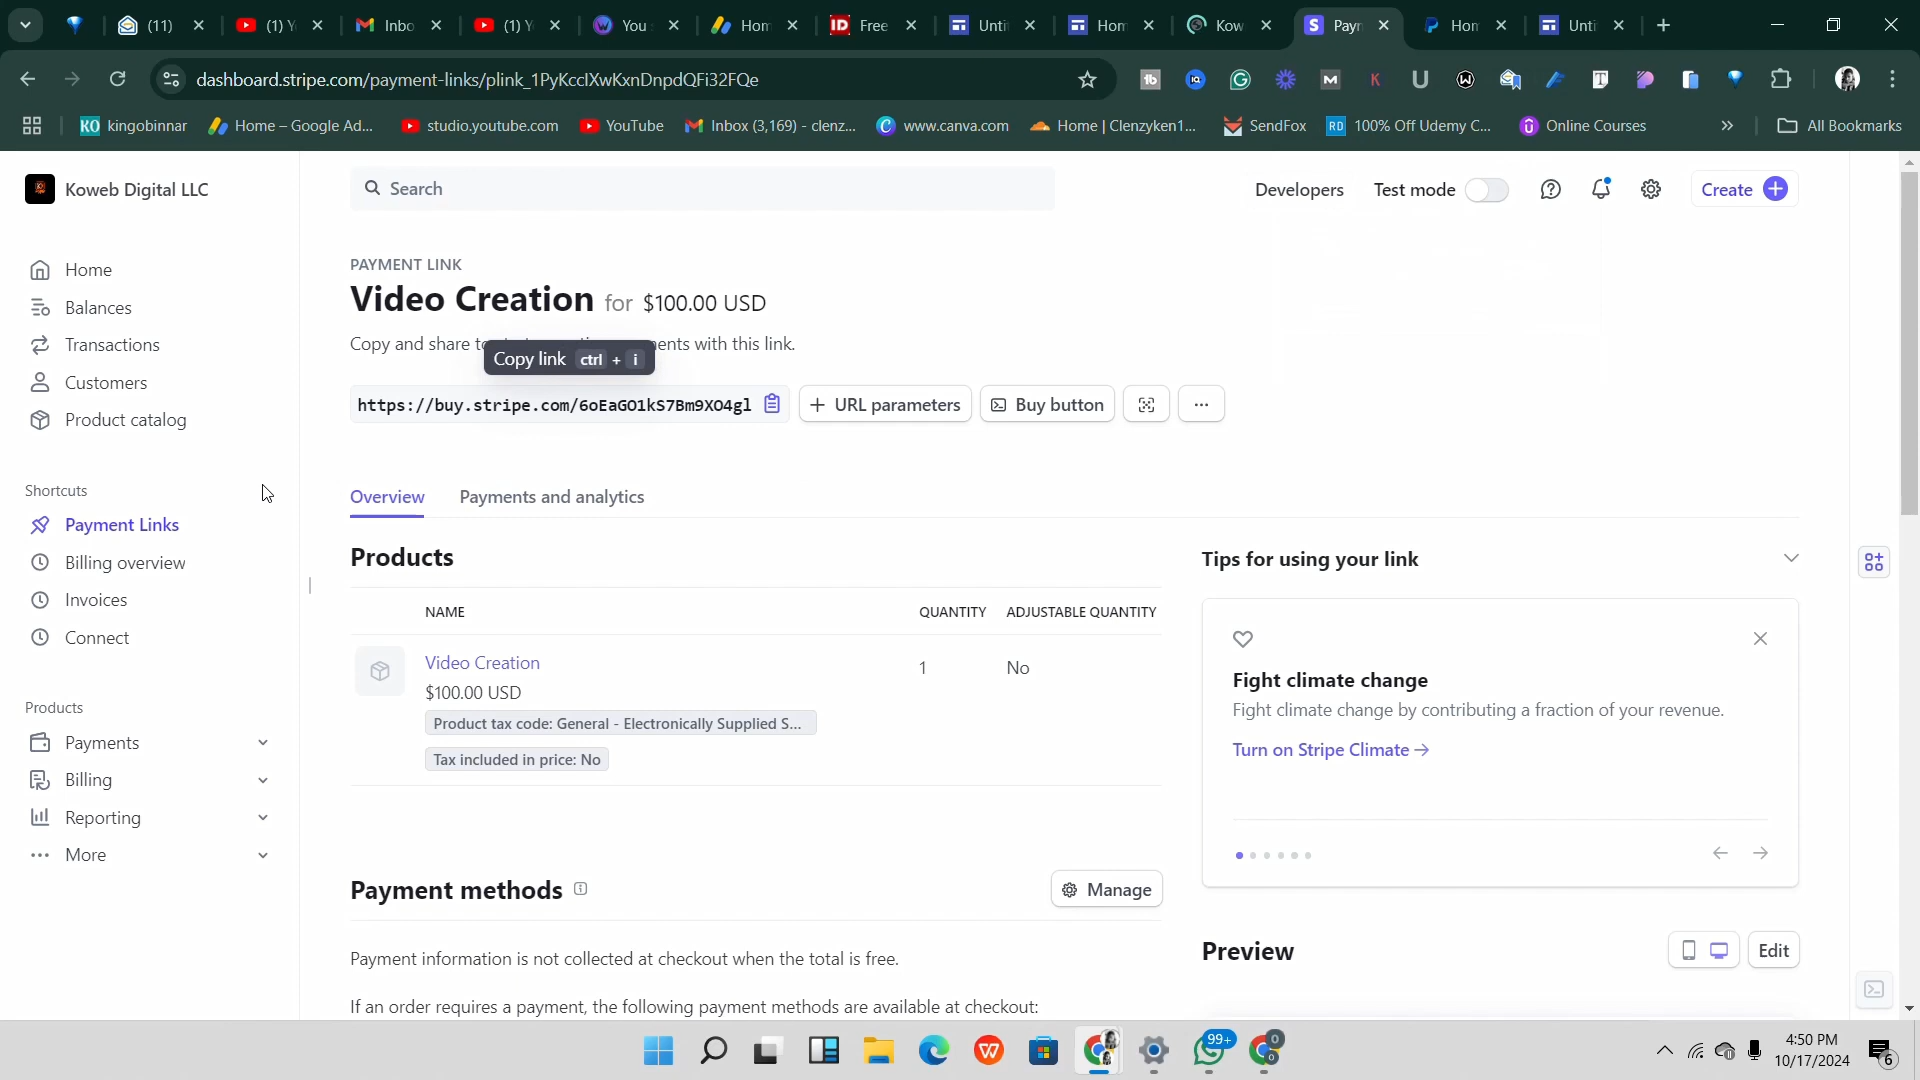 (11)
(1) Y
Inbo
(1) Y
You
Hom
ID Free
Unti
Hom
Kow
S Payn
Hom
Unti
dashboard.stripe.com/payment-links/plink_1PyKccIXwKxnDnpdQFi32FQe
KO kingobinnar
Home – Google Ad...
studio.youtube.com
YouTube
Inbox (3,169) - clenz...
www.canva.com
Home | Clenzyken1...
SendFox
RD 100% Off Udemy C...
Online Courses
All Bookmarks
Koweb Digital LLC
Search
Developers
Test mode
Create
Home
Balances
Transactions
Customers
Product catalog
Shortcuts
Payment Links
Billing overview
Invoices
Connect
Products
Payments
Billing
Reporting
More
PAYMENT LINK
Video Creation for $100.00 USD
Copy and share to ents with this link.
Copy link ctrl + i
https://buy.stripe.com/6oEaGO1kS7Bm9XO4gl
URL parameters
Buy button
Overview
Payments and analytics
Products
NAME QUANTITY ADJUSTABLE QUANTITY
Video Creation 1 No
$100.00 USD
Product tax code: General - Electronically Supplied S...
Tax included in price: No
Payment methods
Manage
Payment information is not collected at checkout when the total is free.
If an order requires a payment, the following payment methods are available at checkout:
Tips for using your link
Fight climate change
Fight climate change by contributing a fraction of your revenue.
Turn on Stripe Climate →
Preview
Edit
99+
4:50 PM
10/17/2024
6